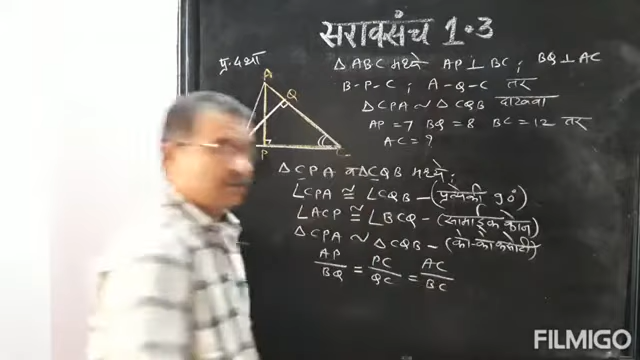 सरावसंच 1.3
प्र. 4था
△ABC मध्ये AP⊥BC ; BQ⊥AC
B-P-C ; A-Q-C तर
△CPA ~ △CQB दाखवा
AP = 7 BQ = 8 BC = 12 तर
AC = ?
A
Q
P
C
△CPA व △CQB मध्ये;
∠CPA ≅ ∠CQB - (प्रत्येकी 90°)
∠ACP ≅ ∠BCQ - (सामाईक कोन)
△CPA ~ △CQB - (को-को कसोटी)
AP/BQ = PC/QC = AC/BC
FILMIGO